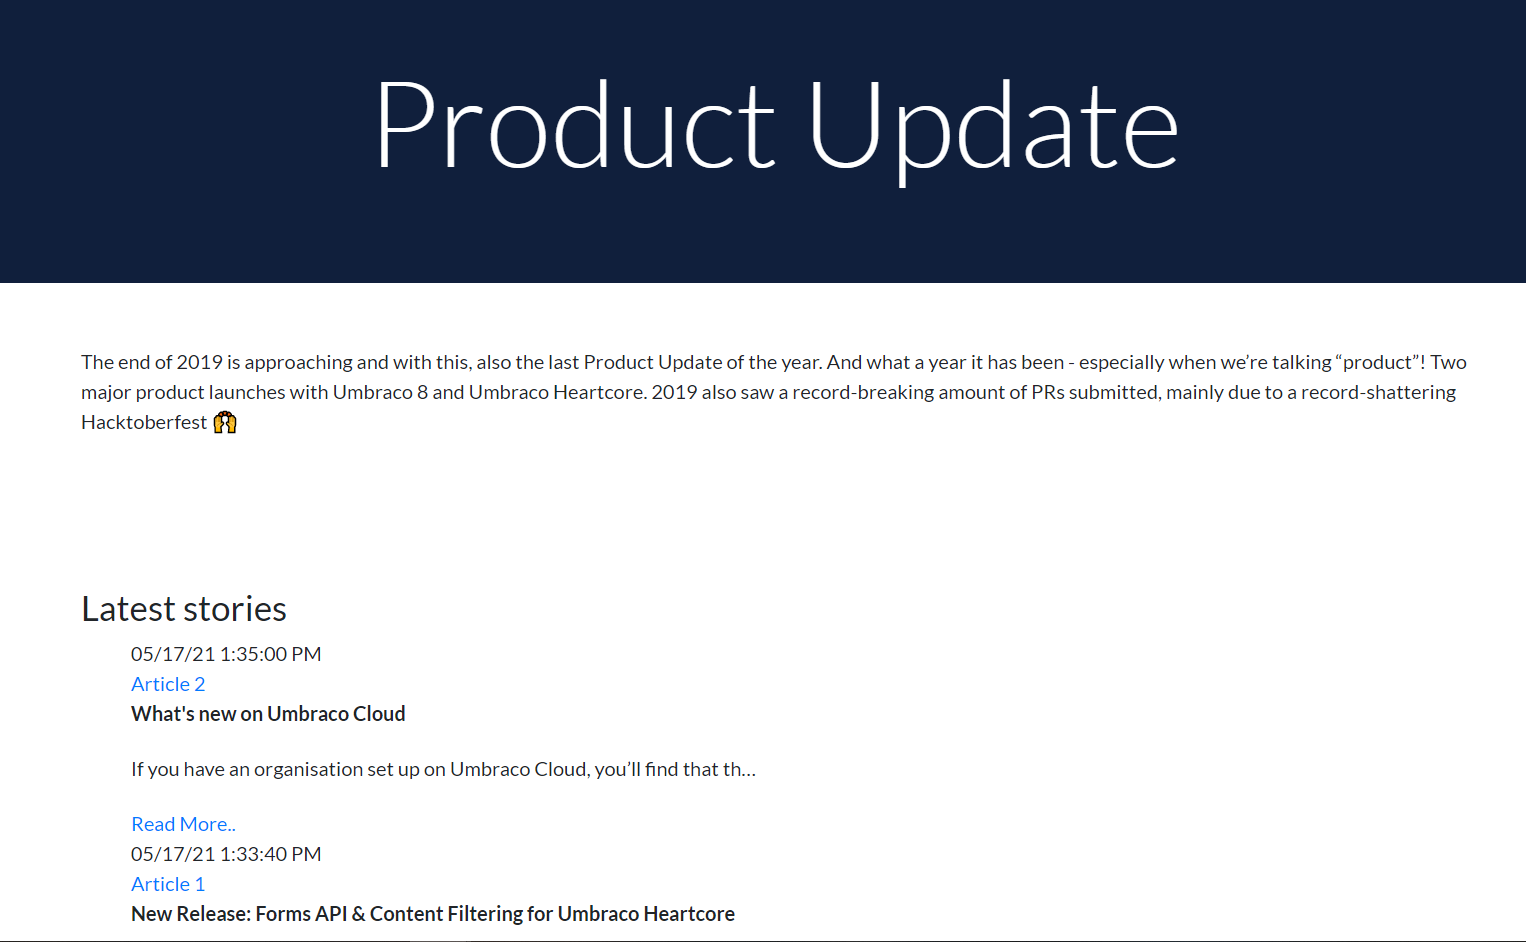 Product Update
The end of 2019 is approaching and with this, also the last Product Update of the year. And what a year it has been - especially when we’re talking “product”! Two
major product launches with Umbraco 8 and Umbraco Heartcore. 2019 also saw a record-breaking amount of PRs submitted, mainly due to a record-shattering
Hacktoberfest 🙌
Latest stories
05/17/21 1:35:00 PM
Article 2
What's new on Umbraco Cloud
If you have an organisation set up on Umbraco Cloud, you’ll find that th…
Read More..
05/17/21 1:33:40 PM
Article 1
New Release: Forms API & Content Filtering for Umbraco Heartcore